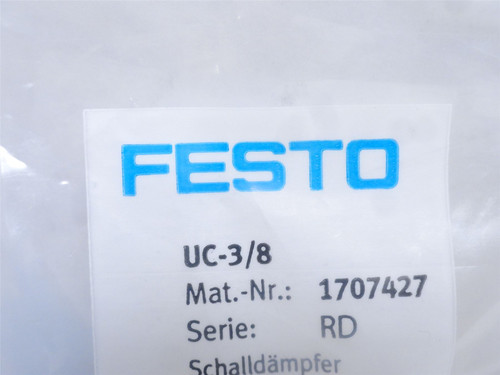 FESTO
UC-3/8
Mat.-Nr.: 1707427
Serie: RD
Schalldämpfer